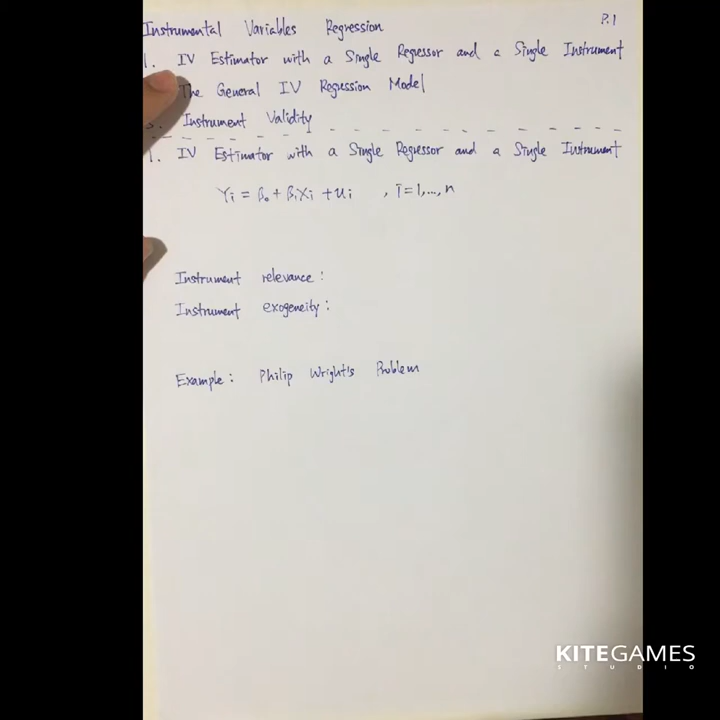 Instrumental Variables Regression P.1
1. IV Estimator with a Single Regressor and a Single Instrument
The General IV Regression Model
3. Instrument Validity
1. IV Estimator with a Single Regressor and a Single Instrument
Yi = β₀ + β₁Xi + ui , i=1,...,n
Instrument relevance:
Instrument exogeneity:
Example: Philip Wright's Problem
KITEGAMES
STUDIO